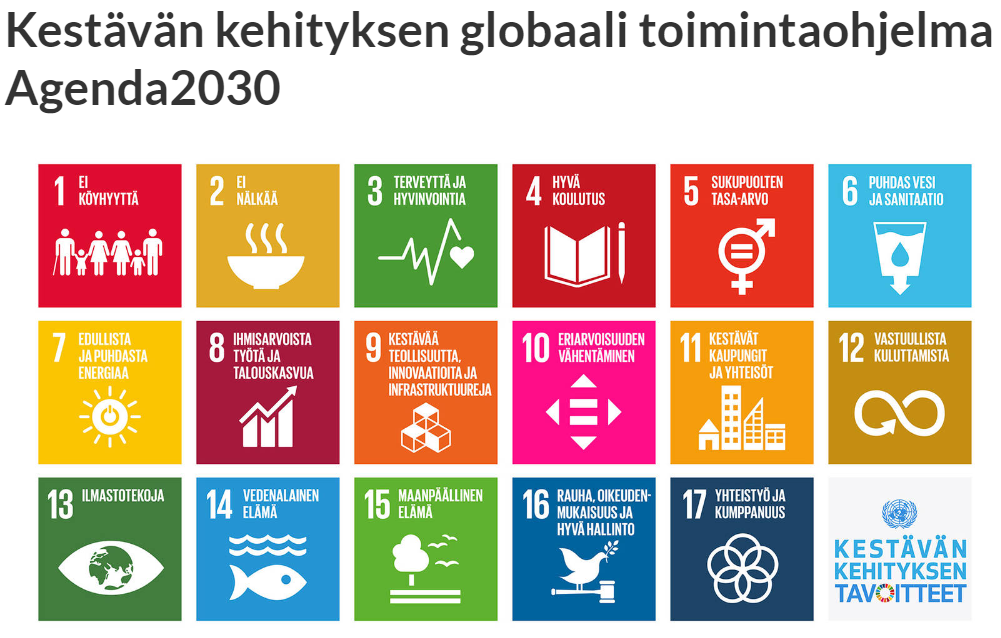 Kestävän kehityksen globaali toimintaohjelma
Agenda2030
1 EI
KÖYHYYTTÄ
2 EI
NÄLKÄÄ
3 TERVEYTTÄ JA
HYVINVOINTIA
4 HYVÄ
KOULUTUS
5 SUKUPUOLTEN
TASA-ARVO
6 PUHDAS VESI
JA SANITAATIO
7 EDULLISTA
JA PUHDASTA
ENERGIAA
8 IHMISARVOISTA
TYÖTÄ JA
TALOUSKASVUA
9 KESTÄVÄÄ
TEOLLISUUTTA,
INNOVAATIOITA JA
INFRASTRUKTUUREJA
10 ERIARVOISUUDEN
VÄHENTÄMINEN
11 KESTÄVÄT
KAUPUNGIT
JA YHTEISÖT
12 VASTUULLISTA
KULUTTAMISTA
13 ILMASTOTEKOJA
14 VEDENALAINEN
ELÄMÄ
15 MAANPÄÄLLINEN
ELÄMÄ
16 RAUHA, OIKEUDEN-
MUKAISUUS JA
HYVÄ HALLINTO
17 YHTEISTYÖ JA
KUMPPANUUS
KESTÄVÄN
KEHITYKSEN
TAVOITTEET